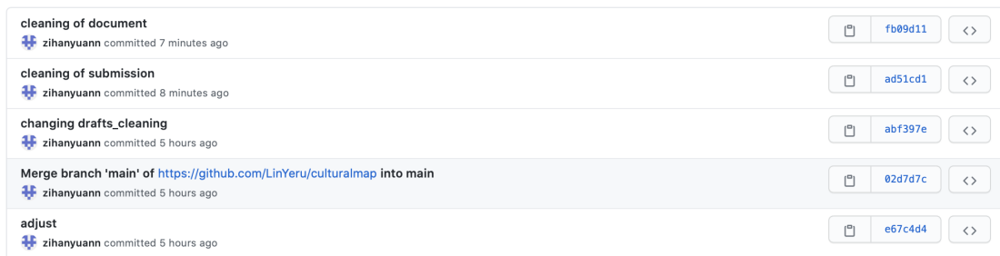 cleaning of document
fb09d11
zihanyuann committed 7 minutes ago
cleaning of submission
ad51cd1
zihanyuann committed 8 minutes ago
changing drafts_cleaning
abf397e
zihanyuann committed 5 hours ago
Merge branch 'main' of https://github.com/LinYeru/culturalmap into main
02d7d7c
zihanyuann committed 5 hours ago
adjust
e67c4d4
zihanyuann committed 5 hours ago